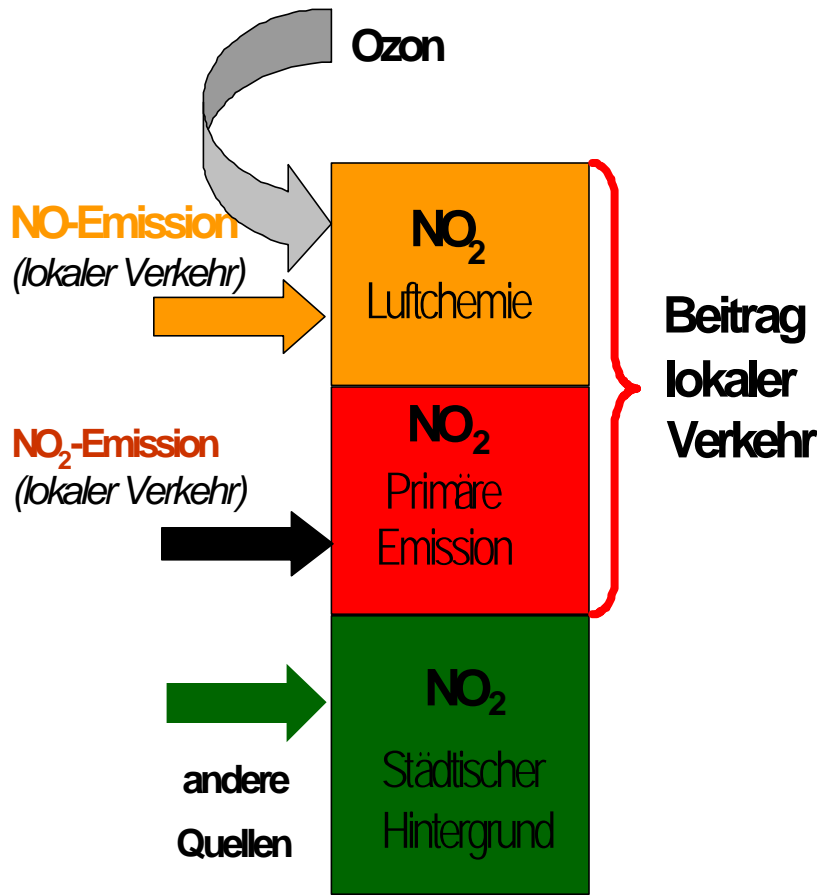 Ozon
NO-Emission
(lokaler Verkehr)
NO₂
Luftchemie
Beitrag
lokaler
Verkehr
NO₂-Emission
(lokaler Verkehr)
NO₂
Primäre
Emission
NO₂
Städtischer
Hintergrund
andere
Quellen